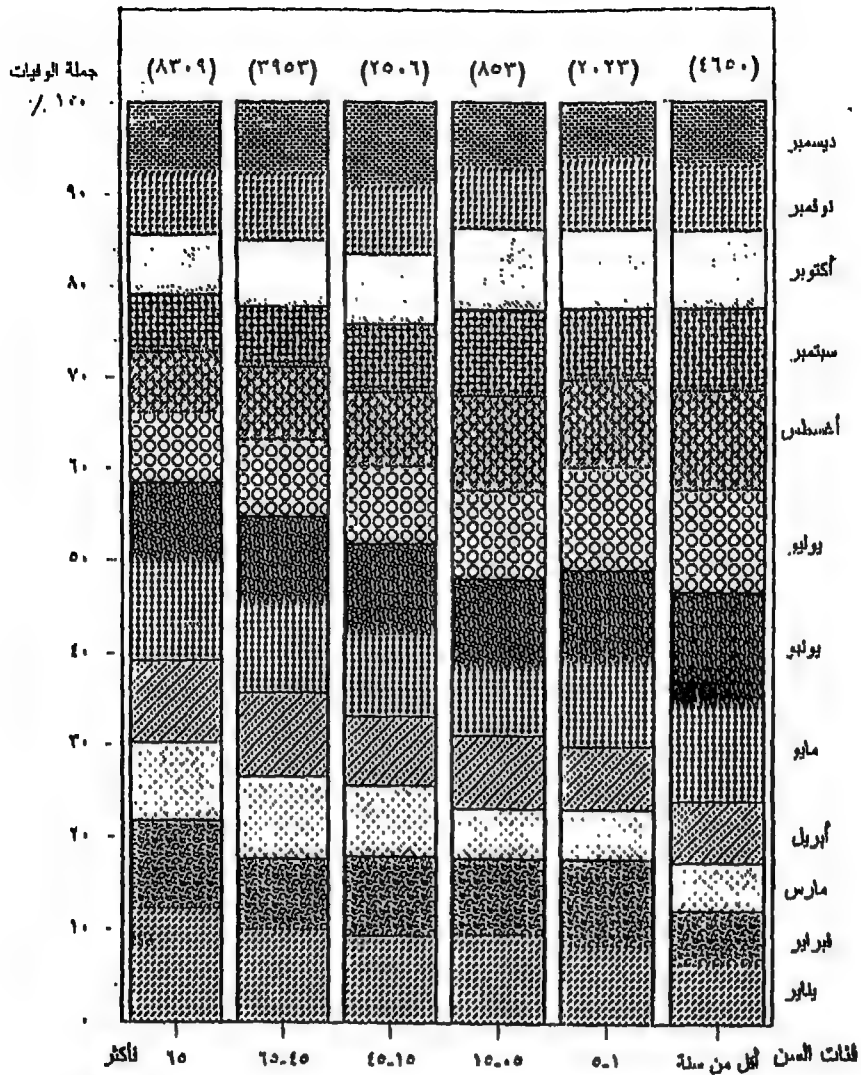 (٤٦٥٠) (٢٠٢٣) (٨٥٣) (٢٥٠٦) (٣٩٥٣) (٨٣٠٩) جملة الوفيات
١٠٠ %
ديسمبر
٩٠
نوفمبر
أكتوبر
٨٠
سبتمبر
٧٠
أغسطس
٦٠
يوليو
٥٠
يونيو
٤٠
مايو
٣٠
أبريل
٢٠
مارس
١٠
فبراير
يناير
٠
فئات السن أقل من سنة ١-٥ ٠٥-١٥ ١٥-٤٥ ٤٥-٦٥ ٦٥ فأكثر